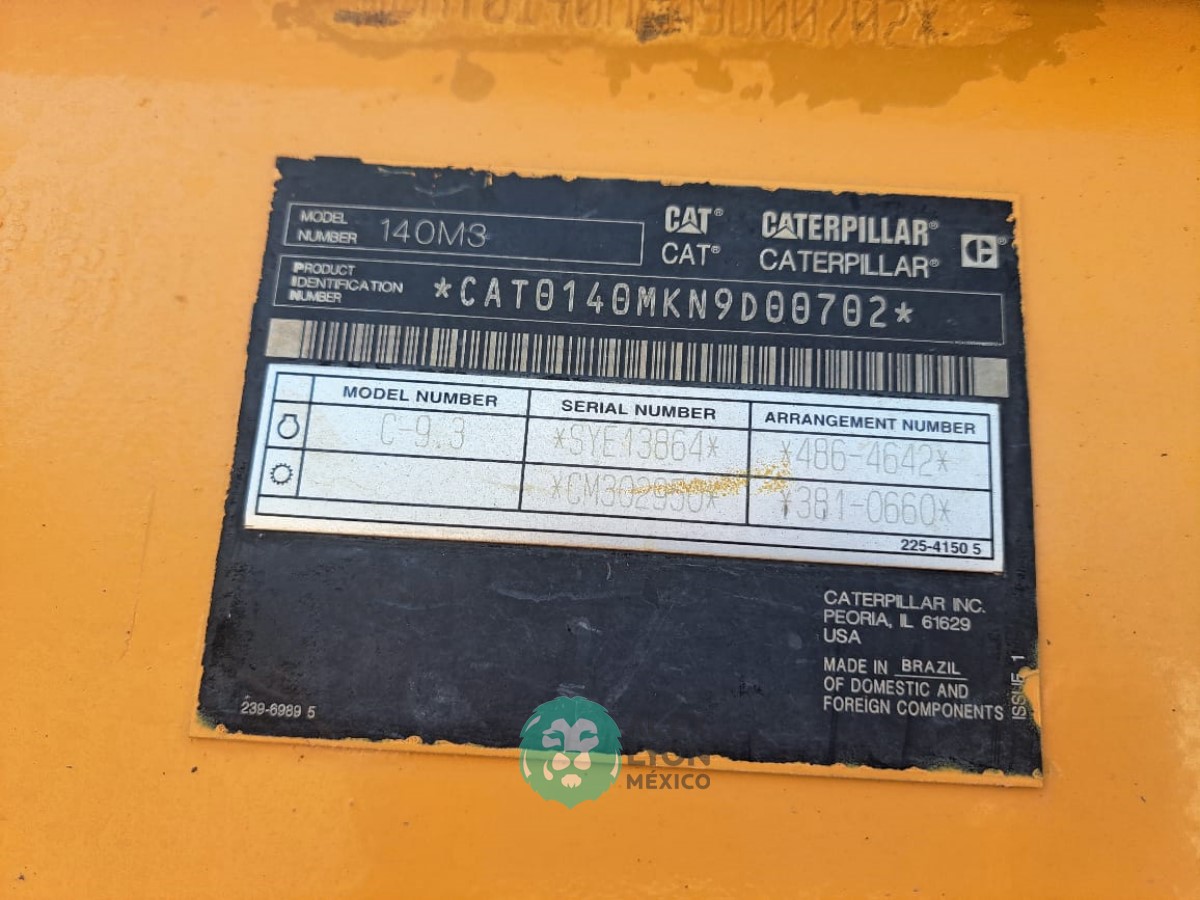 MODEL NUMBER 140M3
CAT® CATERPILLAR®
CAT® CATERPILLAR®
PRODUCT IDENTIFICATION NUMBER *CAT0140MKN9D00702*
MODEL NUMBER SERIAL NUMBER ARRANGEMENT NUMBER
C-9.3 *SYE13864* *486-4642*
*CM302950* *381-0660*
225-4150 5
CATERPILLAR INC.
PEORIA, IL 61629
USA
MADE IN BRAZIL
OF DOMESTIC AND
FOREIGN COMPONENTS
ISSUE 1
239-6989 5
LYON
MÉXICO